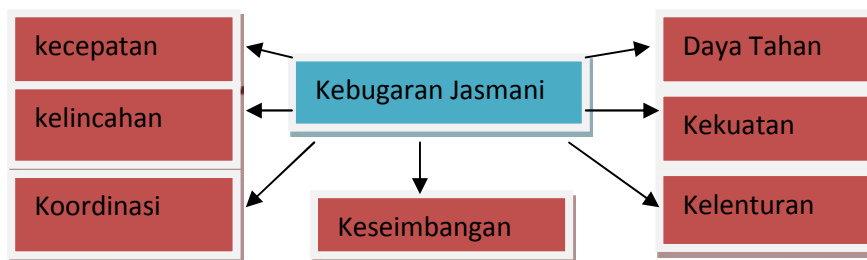 kecepatan
Daya Tahan
Kebugaran Jasmani
kelincahan
Kekuatan
Koordinasi
Keseimbangan
Kelenturan